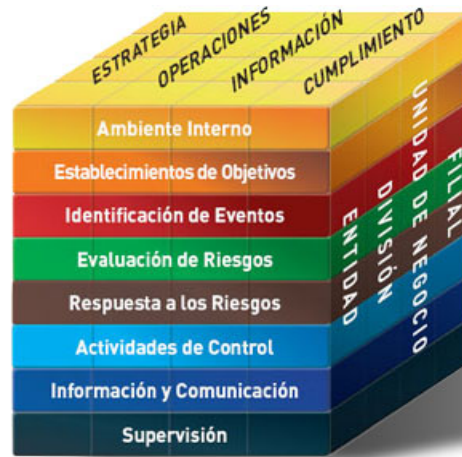 ESTRATEGIA
OPERACIONES
INFORMACIÓN
CUMPLIMIENTO
Ambiente Interno
Establecimientos de Objetivos
Identificación de Eventos
Evaluación de Riesgos
Respuesta a los Riesgos
Actividades de Control
Información y Comunicación
Supervisión
ENTIDAD
DIVISIÓN
UNIDAD DE NEGOCIO
FILIAL